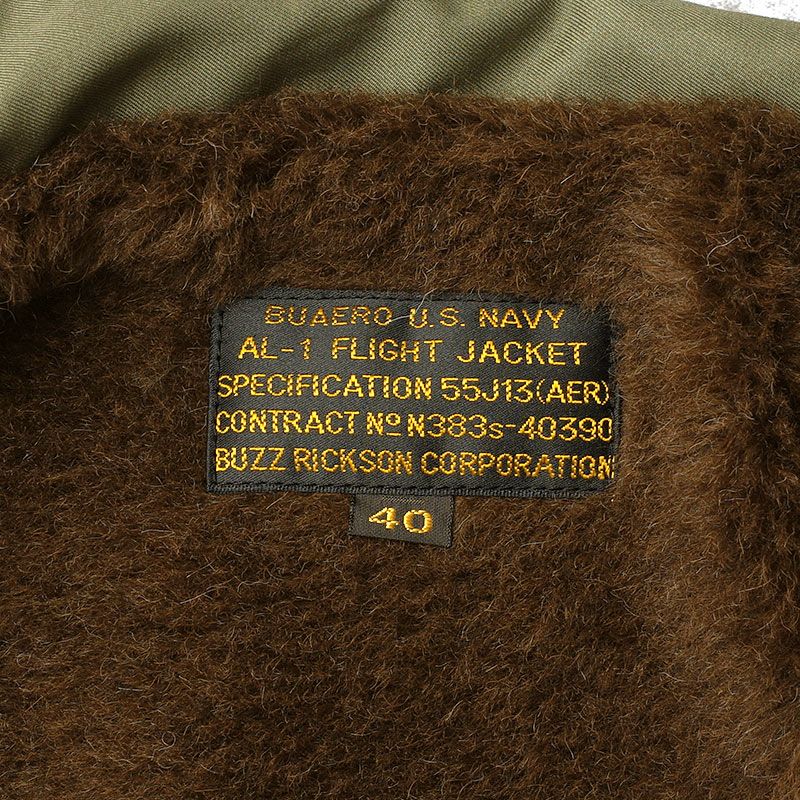 BUAERO U.S. NAVY
AL-1 FLIGHT JACKET
SPECIFICATION 55J13(AER)
CONTRACT Nº N383s-40390
BUZZ RICKSON CORPORATION
40